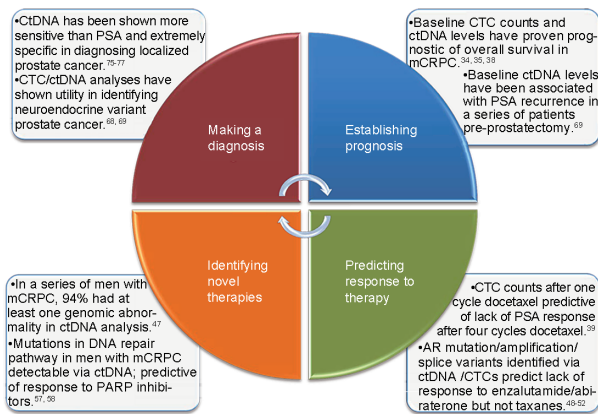 •CtDNA has been shown more
sensitive than PSA and extremely
specific in diagnosing localized
prostate cancer.75-77
•CTC/ctDNA analyses have
shown utility in identifying
neuroendocrine variant
prostate cancer.68, 69
•Baseline CTC counts and
ctDNA levels have proven prog-
nostic of overall survival in
mCRPC.34, 35, 38
•Baseline ctDNA levels
have been associated
with PSA recurrence in
a series of patients
pre-prostatectomy.69
Making a
diagnosis
Establishing
prognosis
Identifying
novel
therapies
Predicting
response to
therapy
•In a series of men with
mCRPC, 94% had at
least one genomic abnor-
mality in ctDNA analysis.47
•Mutations in DNA repair
pathway in men with mCRPC
detectable via ctDNA; predictive
of response to PARP inhibi-
tors.57, 58
•CTC counts after one
cycle docetaxel predictive
of lack of PSA response
after four cycles docetaxel.39
•AR mutation/amplification/
splice variants identified via
ctDNA /CTCs predict lack of
response to enzalutamide/abi-
raterone but not taxanes.48-52